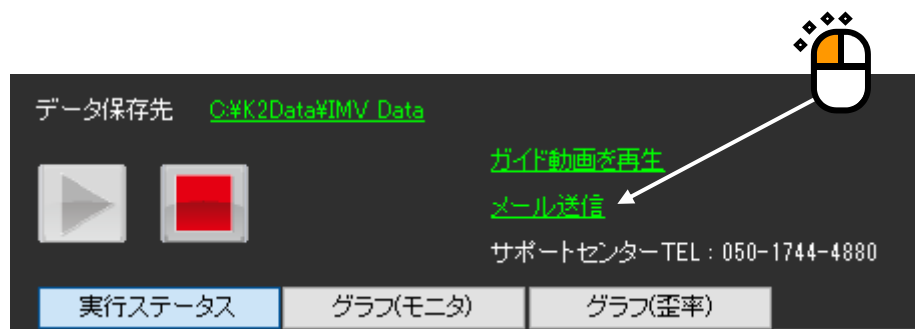 データ保存先 C:¥K2Data¥IMV_Data
ガイド動画を再生
メール送信
サポートセンターTEL : 050-1744-4880
実行ステータス グラフ(モニタ) グラフ(歪率)